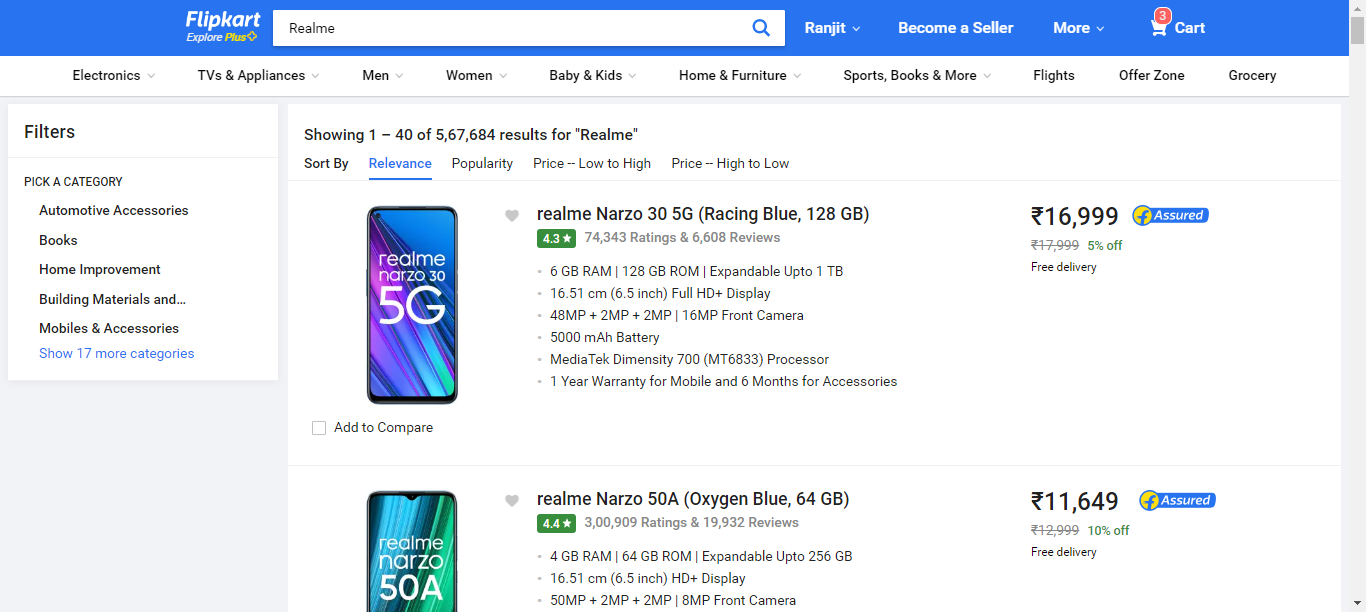 Flipkart
Explore Plus
Realme
Ranjit
Become a Seller
More
3
Cart
Electronics
TVs & Appliances
Men
Women
Baby & Kids
Home & Furniture
Sports, Books & More
Flights
Offer Zone
Grocery
Filters
PICK A CATEGORY
Automotive Accessories
Books
Home Improvement
Building Materials and...
Mobiles & Accessories
Show 17 more categories
Showing 1 – 40 of 5,67,684 results for "Realme"
Sort By
Relevance
Popularity
Price -- Low to High
Price -- High to Low
realme
narzo 30
5G
Add to Compare
realme Narzo 30 5G (Racing Blue, 128 GB)
4.3 ★ 74,343 Ratings & 6,608 Reviews
• 6 GB RAM | 128 GB ROM | Expandable Upto 1 TB
• 16.51 cm (6.5 inch) Full HD+ Display
• 48MP + 2MP + 2MP | 16MP Front Camera
• 5000 mAh Battery
• MediaTek Dimensity 700 (MT6833) Processor
• 1 Year Warranty for Mobile and 6 Months for Accessories
₹16,999
Assured
₹17,999 5% off
Free delivery
realme
narzo
50A
realme Narzo 50A (Oxygen Blue, 64 GB)
4.4 ★ 3,00,909 Ratings & 19,932 Reviews
• 4 GB RAM | 64 GB ROM | Expandable Upto 256 GB
• 16.51 cm (6.5 inch) HD+ Display
• 50MP + 2MP + 2MP | 8MP Front Camera
₹11,649
Assured
₹12,999 10% off
Free delivery